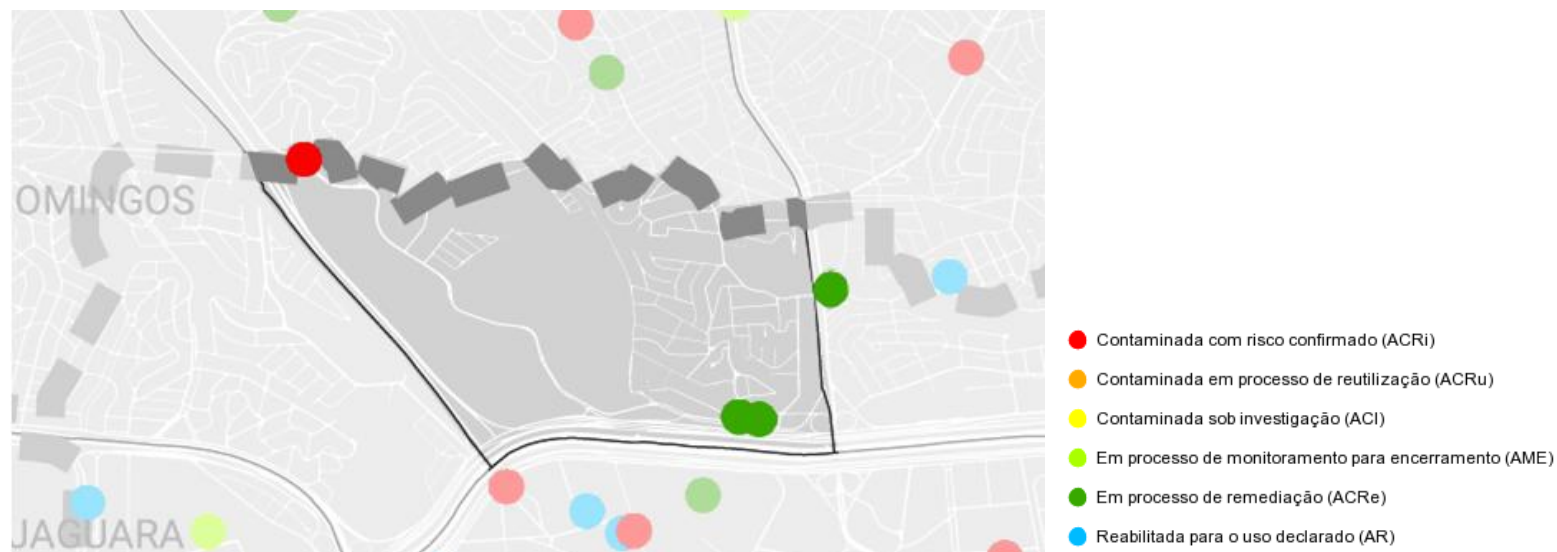 OMINGOS
JAGUARA
Contaminada com risco confirmado (ACRi)
Contaminada em processo de reutilização (ACRu)
Contaminada sob investigação (ACI)
Em processo de monitoramento para encerramento (AME)
Em processo de remediação (ACRe)
Reabilitada para o uso declarado (AR)